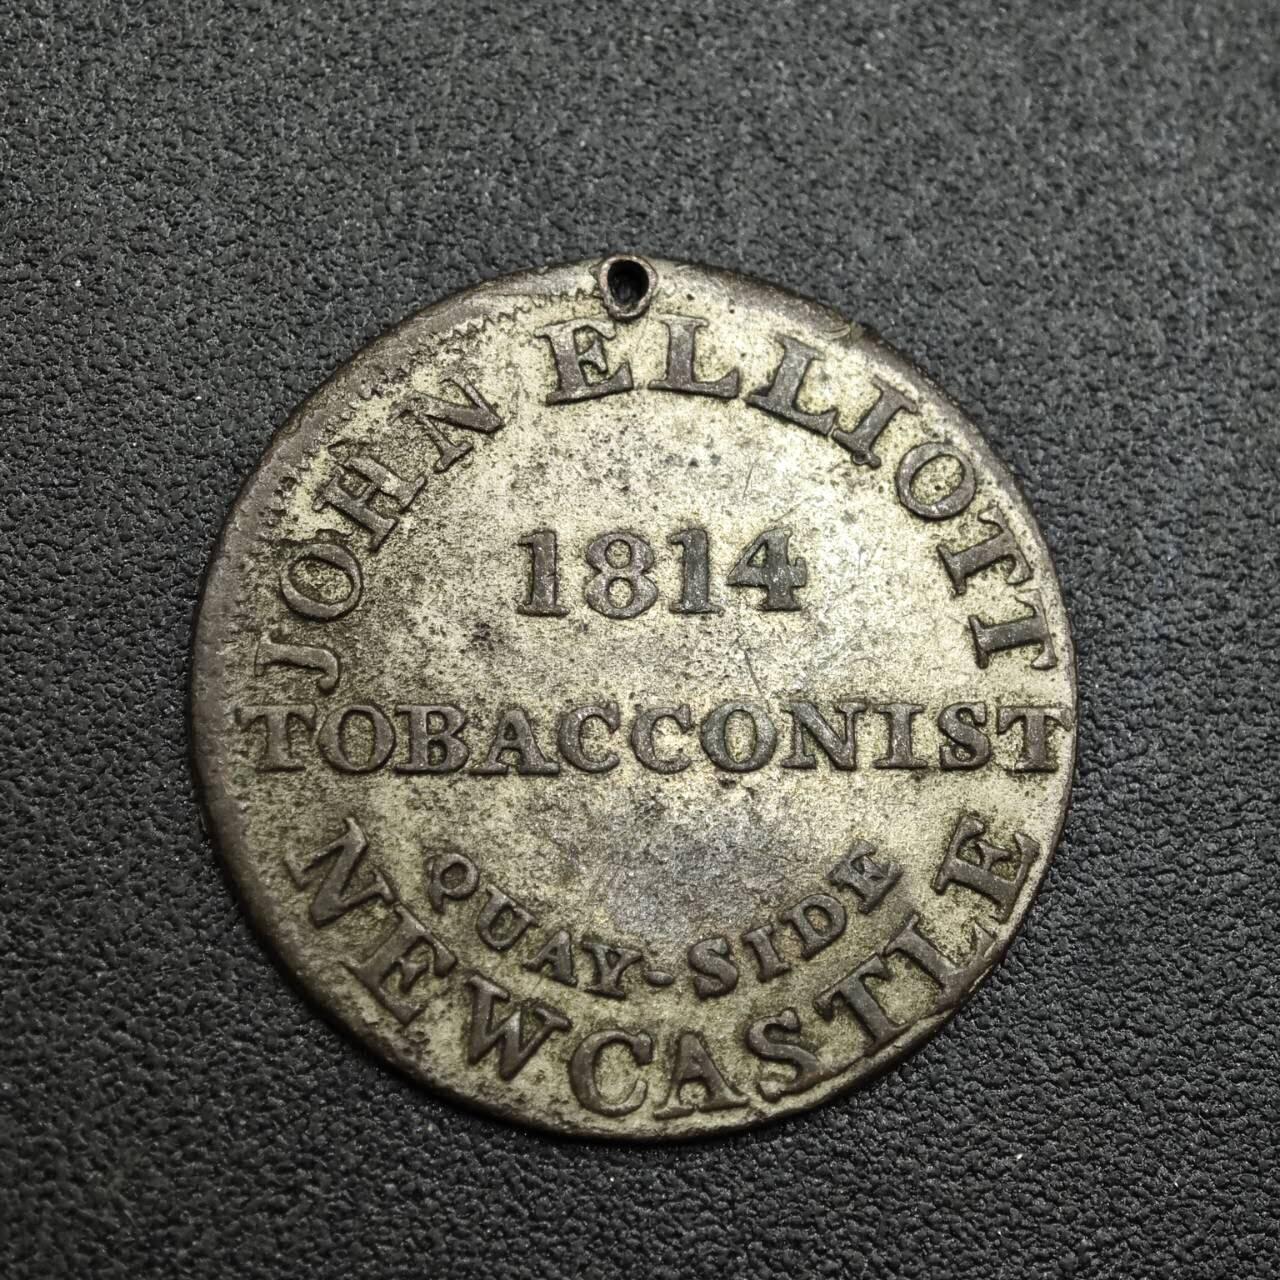 JOHN ELLIOTT
1814
TOBACCONIST
QUAY-SIDE
NEWCASTLE